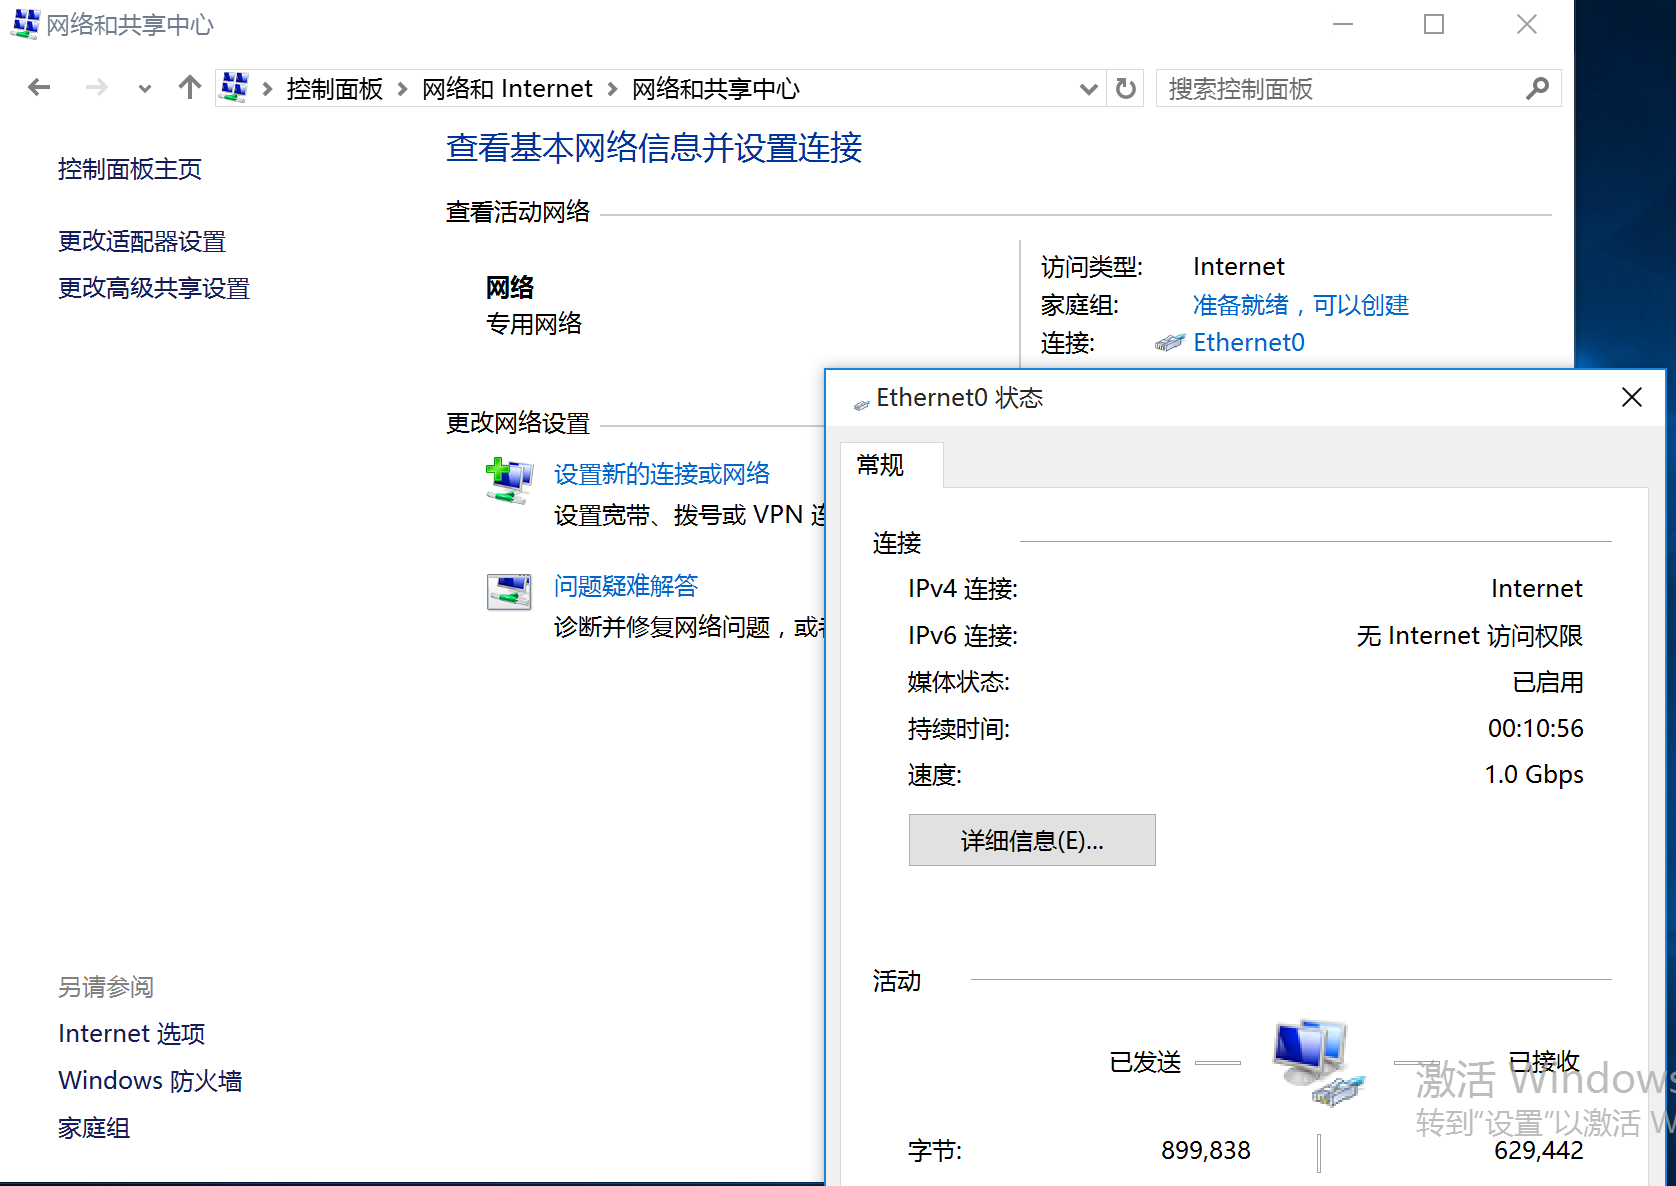 网络和共享中心
控制面板 网络和 Internet 网络和共享中心
搜索控制面板
控制面板主页
更改适配器设置
更改高级共享设置
另请参阅
Internet 选项
Windows 防火墙
家庭组
查看基本网络信息并设置连接
查看活动网络
网络
专用网络
访问类型: Internet
家庭组: 准备就绪，可以创建
连接: Ethernet0
更改网络设置
设置新的连接或网络
设置宽带、拨号或 VPN
问题疑难解答
诊断并修复网络问题，或
Ethernet0 状态
常规
连接
IPv4 连接: Internet
IPv6 连接: 无 Internet 访问权限
媒体状态: 已启用
持续时间: 00:10:56
速度: 1.0 Gbps
详细信息(E)...
活动
已发送 已接收
字节: 899,838 629,442
激活 Windows
转到“设置”以激活 W